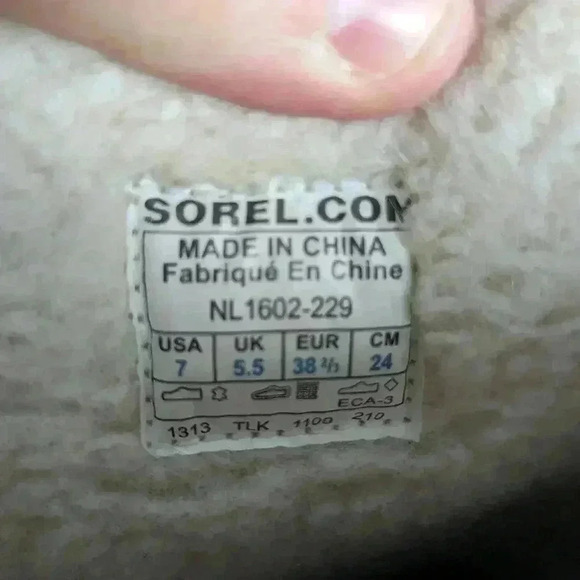 SOREL.COM
MADE IN CHINA
Fabriqué En Chine
NL1602-229
USA UK EUR CM
7 5.5 38 2/3 24
ECA-3
1313 TLK 1100 210